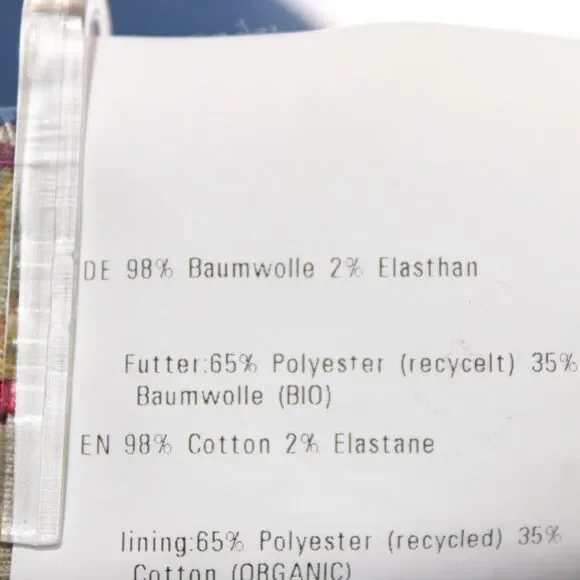 DE 98% Baumwolle 2% Elasthan
Futter:65% Polyester (recycelt) 35%
Baumwolle (BIO)
EN 98% Cotton 2% Elastane
lining:65% Polyester (recycled) 35%
Cotton (ORGANIC)